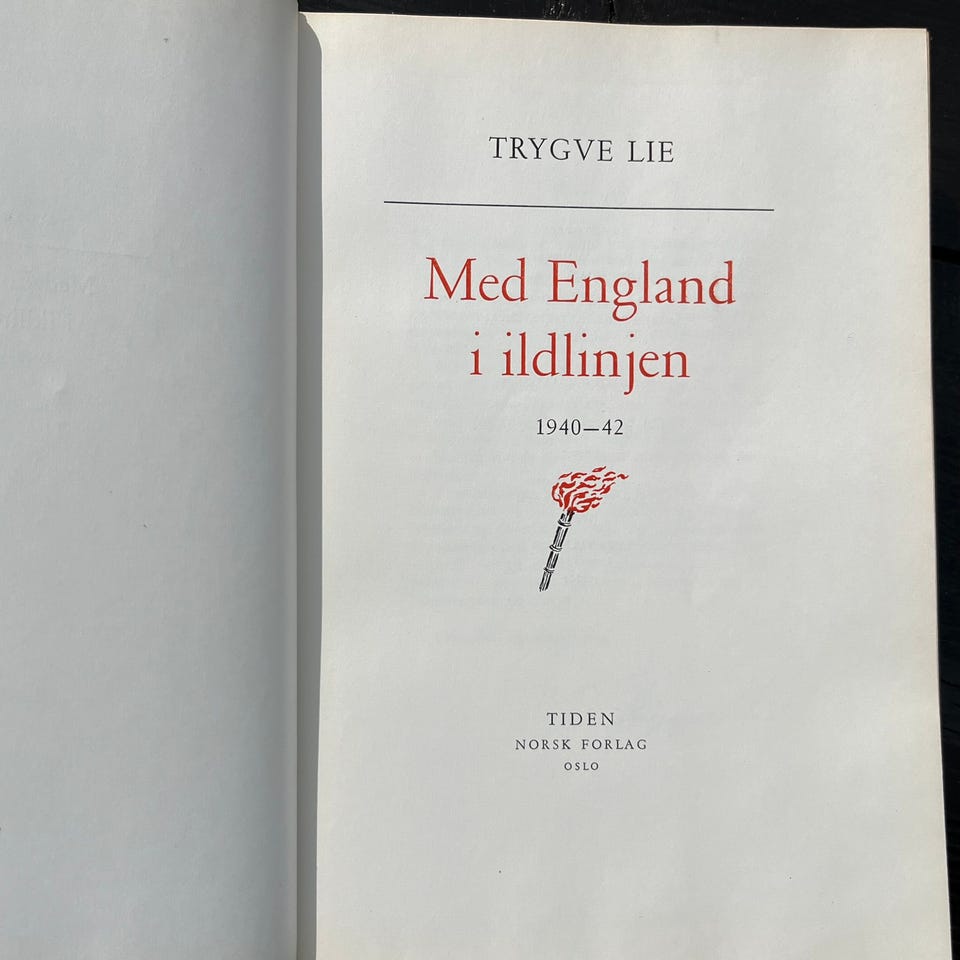 TRYGVE LIE
Med England
i ildlinjen
1940—42
TIDEN
NORSK FORLAG
OSLO